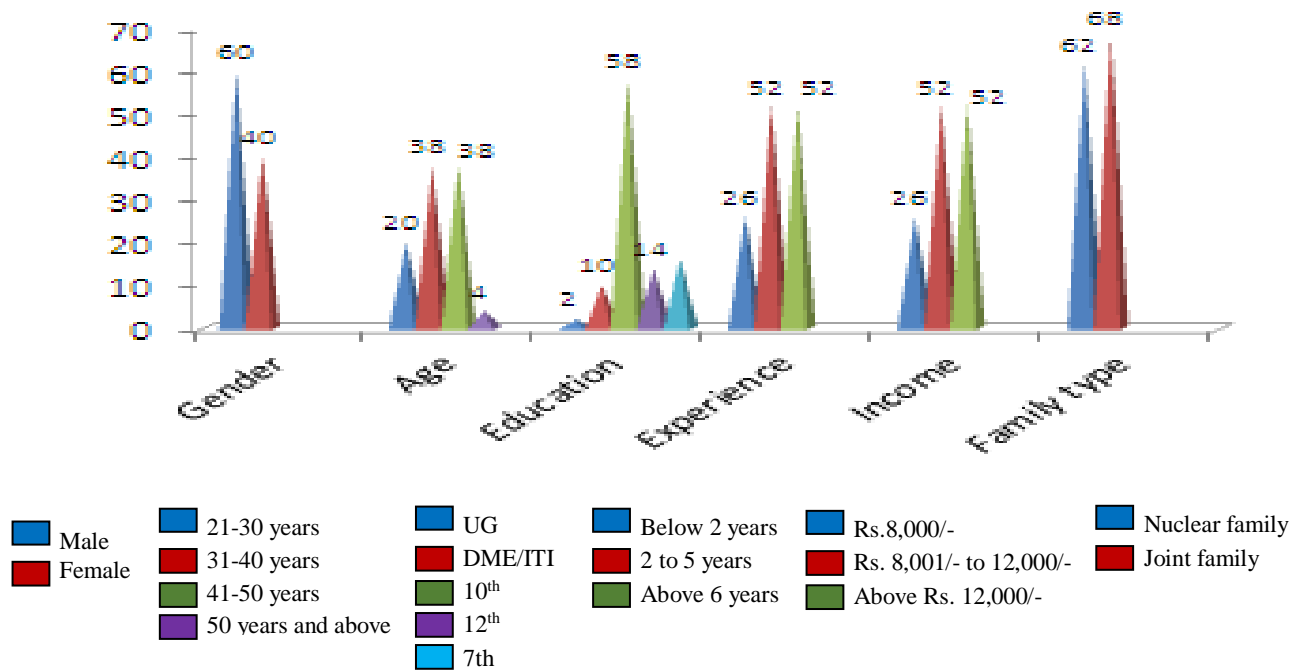 70
60
50
40
30
20
10
0
60
40
20
38
38
4
2
10
58
14
26
52
52
26
52
52
62
68
Gender
Age
Education
Experience
Income
Family type
Male
Female
21-30 years
31-40 years
41-50 years
50 years and above
UG
DME/ITI
10th
12th
7th
Below 2 years
2 to 5 years
Above 6 years
Rs.8,000/-
Rs. 8,001/- to 12,000/-
Above Rs. 12,000/-
Nuclear family
Joint family